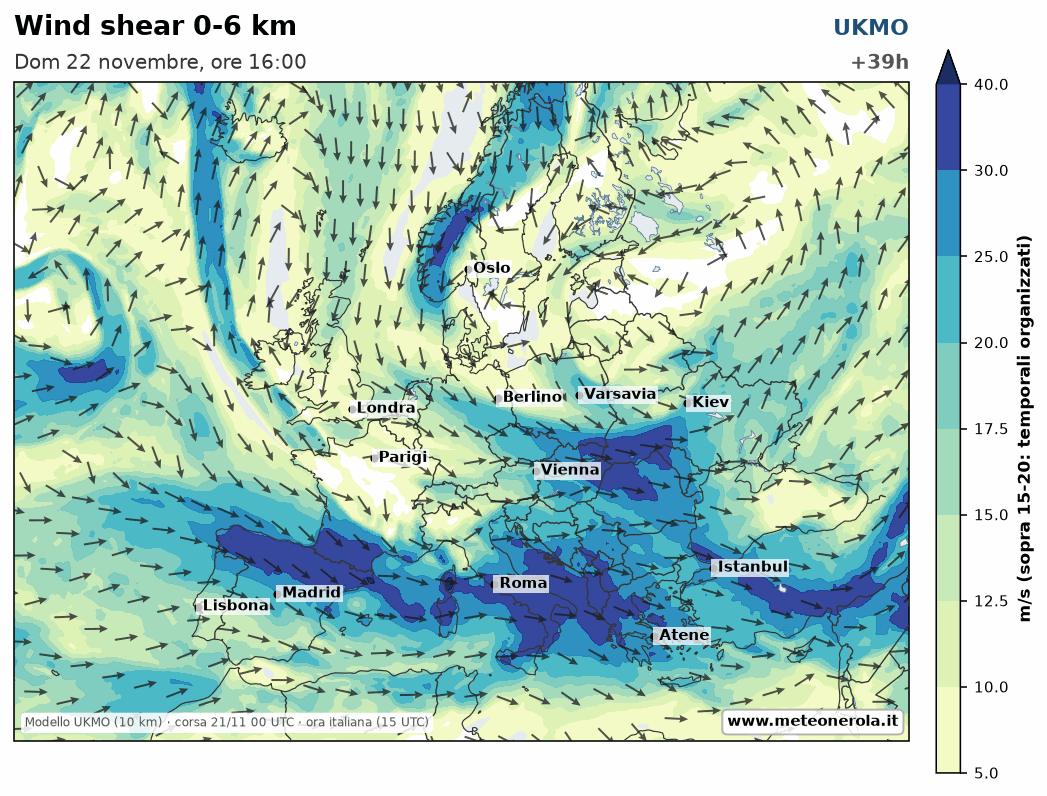 Wind shear 0-6 km
UKMO
Dom 22 novembre, ore 16:00
+39h
40.0
30.0
25.0
20.0
17.5
15.0
12.5
10.0
5.0
m/s (sopra 15-20: temporali organizzati)
Oslo
Berlino
Varsavia
Kiev
Londra
Parigi
Vienna
Istanbul
Roma
Madrid
Lisbona
Atene
Modello UKMO (10 km) · corsa 21/11 00 UTC · ora italiana (15 UTC)
www.meteonerola.it